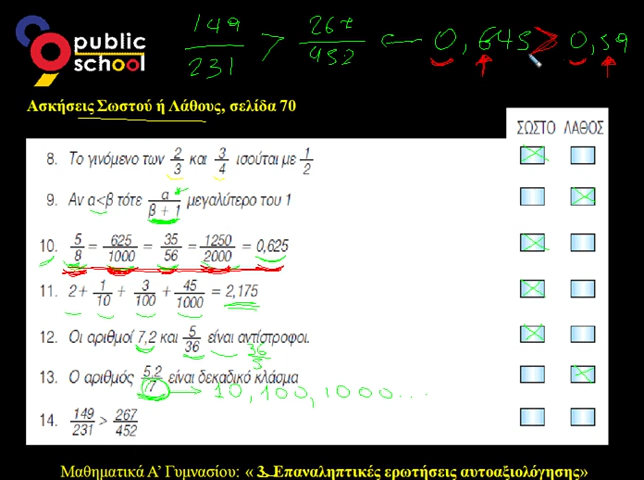 public
school
149/231 > 267/452 ← 0,645 > 0,59
Ασκήσεις Σωστού ή Λάθους, σελίδα 70
ΣΩΣΤΟ ΛΑΘΟΣ
8. Το γινόμενο των 2/3 και 3/4 ισούται με 1/2
9. Αν α<β τότε α/β + 1 μεγαλύτερο του 1
10. 5/8 = 625/1000 = 35/56 = 1250/2000 = 0,625
11. 2 + 1/10 + 3/100 + 45/1000 = 2,175
12. Οι αριθμοί 7,2 και 5/36 είναι αντίστροφοι.
36/5
13. Ο αριθμός 5,2/7 είναι δεκαδικό κλάσμα
→ 10, 100, 1000....
14. 149/231 > 267/452
Μαθηματικά Α' Γυμνασίου: « 3. Επαναληπτικές ερωτήσεις αυτοαξιολόγησης»